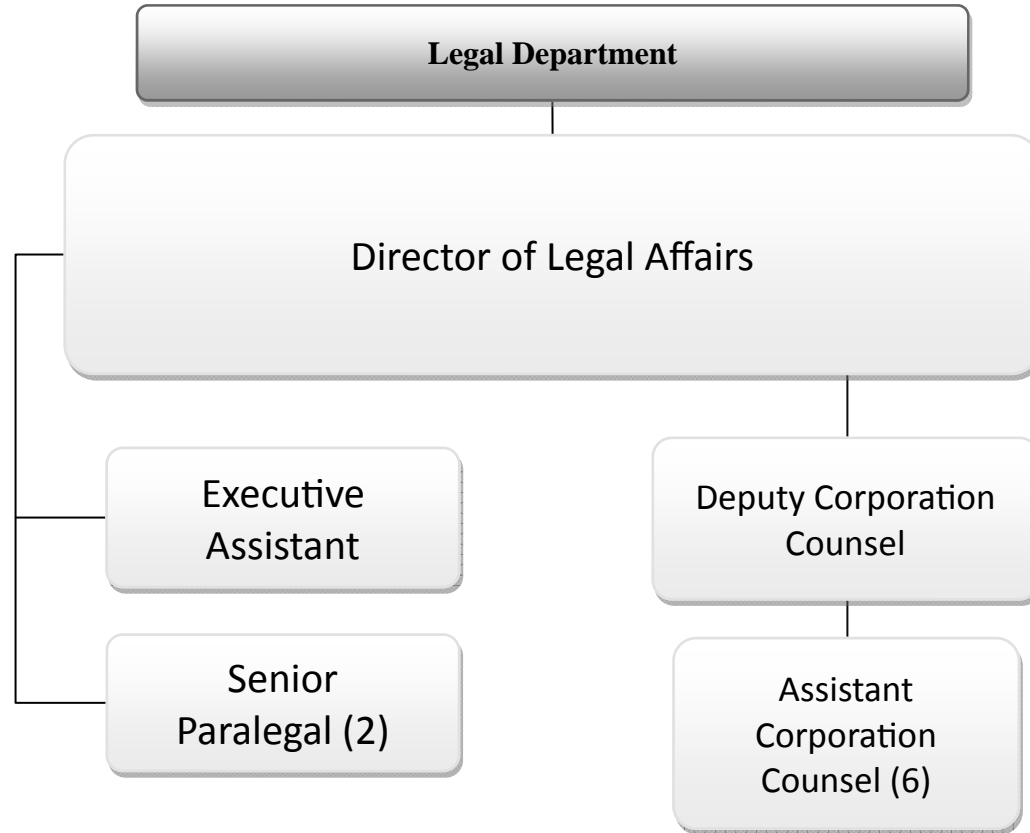 Legal Department
Director of Legal Affairs
Executive
Assistant
Deputy Corporation
Counsel
Senior
Paralegal (2)
Assistant
Corporation
Counsel (6)